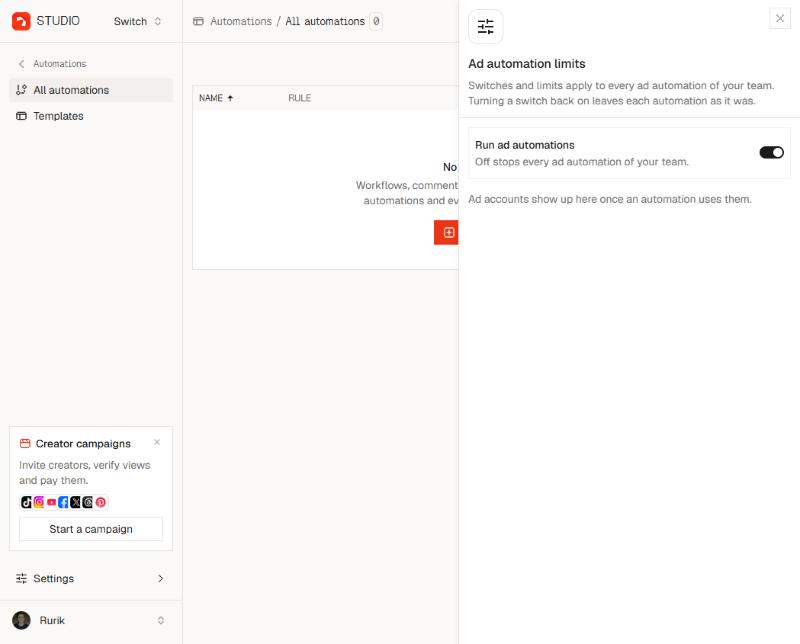 STUDIO
Switch
Automations / All automations 0
Automations
All automations
Templates
NAME
RULE
No
Workflows, comment
automations and ev
Ad automation limits
Switches and limits apply to every ad automation of your team.
Turning a switch back on leaves each automation as it was.
Run ad automations
Off stops every ad automation of your team.
Ad accounts show up here once an automation uses them.
Creator campaigns
Invite creators, verify views
and pay them.
Start a campaign
Settings
Rurik